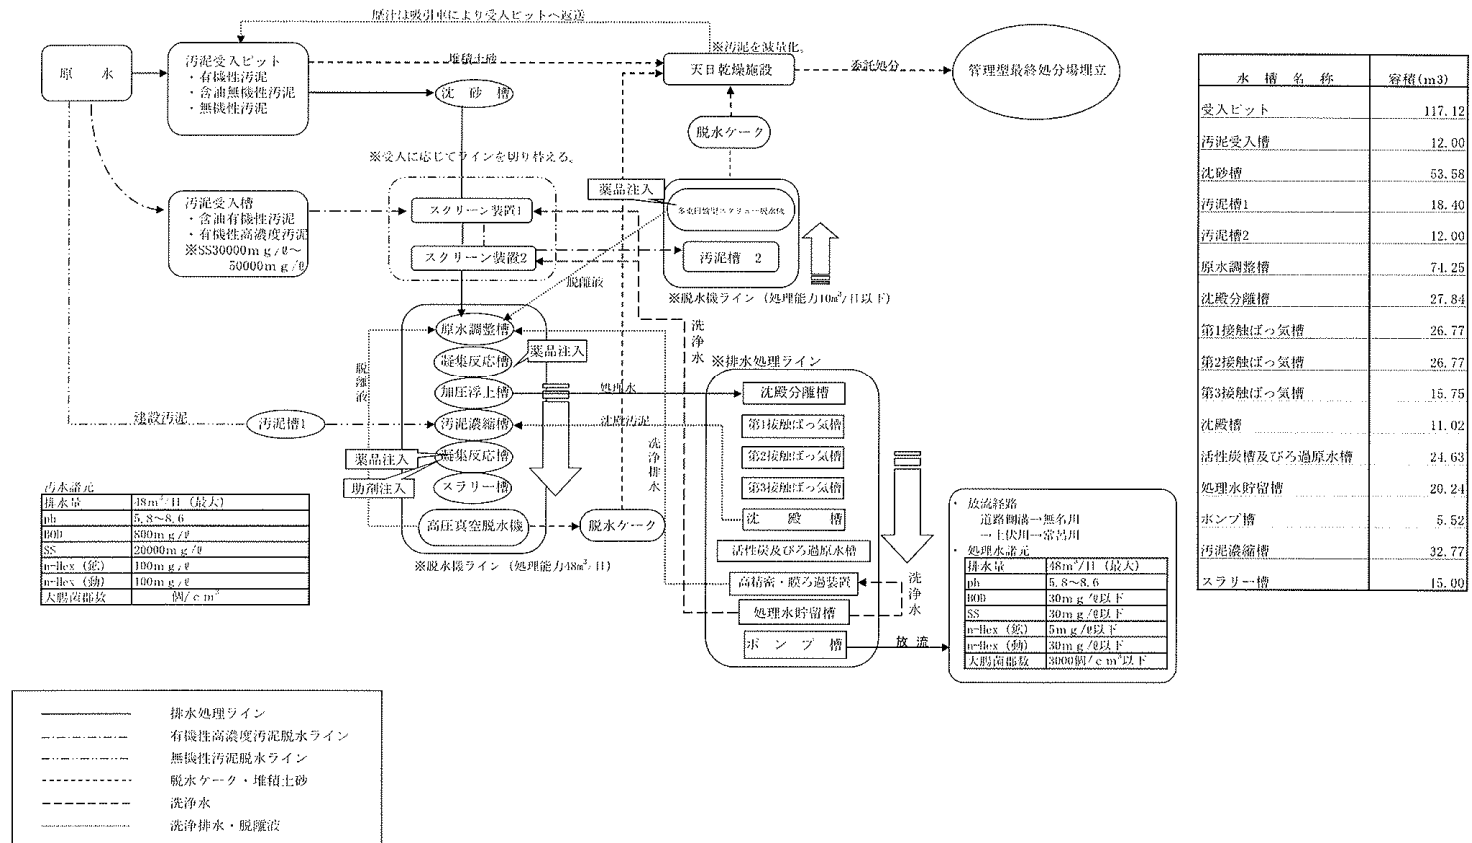 原　水
汚泥受入ピット
・有機性汚泥
・含油無機性汚泥
・無機性汚泥
堆積土砂
沈　砂　槽
※汚泥を減量化。
天日乾燥施設
委託処分
管理型最終処分場埋立
脱水ケーク
※受入に応じてラインを切り替える。
汚泥受入槽
・含油有機性汚泥
・有機性高濃度汚泥
※SS30000ｍｇ/ℓ～
50000ｍｇ/ℓ
スクリーン装置1
スクリーン装置2
薬品注入
汚泥槽　2
※脱水機ライン（処理能力10m³/日以下）
脱離液
原水調整槽
凝集反応槽
薬品注入
加圧浮上槽
処理水
汚泥濃縮槽
沈殿汚泥
凝集反応槽
薬品注入
助剤注入
スラリー槽
高圧真空脱水機
脱水ケーク
※脱水機ライン（処理能力48m³/日）
脱離液
建設汚泥
汚泥槽1
洗浄水
洗浄排水
※排水処理ライン
沈殿分離槽
第1接触ばっ気槽
第2接触ばっ気槽
第3接触ばっ気槽
沈　殿　槽
活性炭及びろ過原水槽
高精密・膜ろ過装置
処理水貯留槽
ポ　ン　プ　槽
洗浄水
放 流
汚水諸元
排水量　48m³/日（最大）
ph　5.8～8.6
BOD　800ｍｇ/ℓ
SS　20000ｍｇ/ℓ
n-Hex（鉱）　100ｍｇ/ℓ
n-Hex（動）　100ｍｇ/ℓ
大腸菌郡数　個/ｃｍ³
・　放流経路
道路側溝→無名川
→上伏川→常呂川
・　処理水諸元
排水量　48m³/日（最大）
ph　5.8～8.6
BOD　30ｍｇ/ℓ以下
SS　30ｍｇ/ℓ以下
n-Hex（鉱）　5ｍｇ/ℓ以下
n-Hex（動）　30ｍｇ/ℓ以下
大腸菌郡数　3000個/ｃｍ³以下
水　槽　名　称　容積(m3)
受入ピット　117.12
汚泥受入槽　12.00
沈砂槽　53.58
汚泥槽1　18.40
汚泥槽2　12.00
原水調整槽　74.25
沈殿分離槽　27.84
第1接触ばっ気槽　26.77
第2接触ばっ気槽　26.77
第3接触ばっ気槽　15.75
沈殿槽　11.02
活性炭槽及びろ過原水槽　24.63
処理水貯留槽　20.24
ポンプ槽　5.52
汚泥濃縮槽　32.77
スラリー槽　15.00
排水処理ライン
有機性高濃度汚泥脱水ライン
無機性汚泥脱水ライン
脱水ケーク・堆積土砂
洗浄水
洗浄排水・脱離液